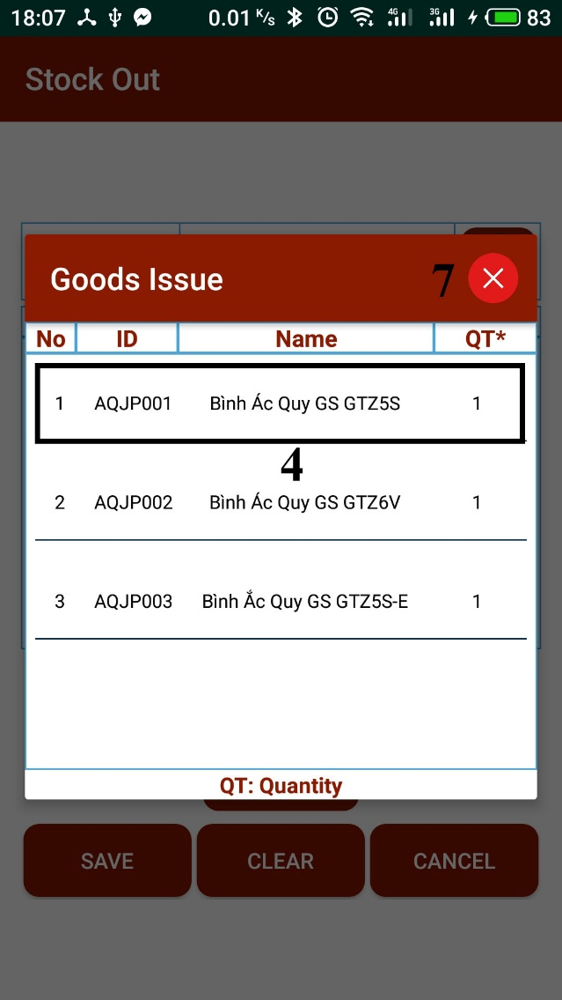 18:07 0.01 K/s 4G 3G 83
Stock Out
Goods Issue 7
No ID Name QT*
1 AQJP001 Bình Ác Quy GS GTZ5S 1
4
2 AQJP002 Bình Ác Quy GS GTZ6V 1
3 AQJP003 Bình Ắc Quy GS GTZ5S-E 1
QT: Quantity
SAVE CLEAR CANCEL